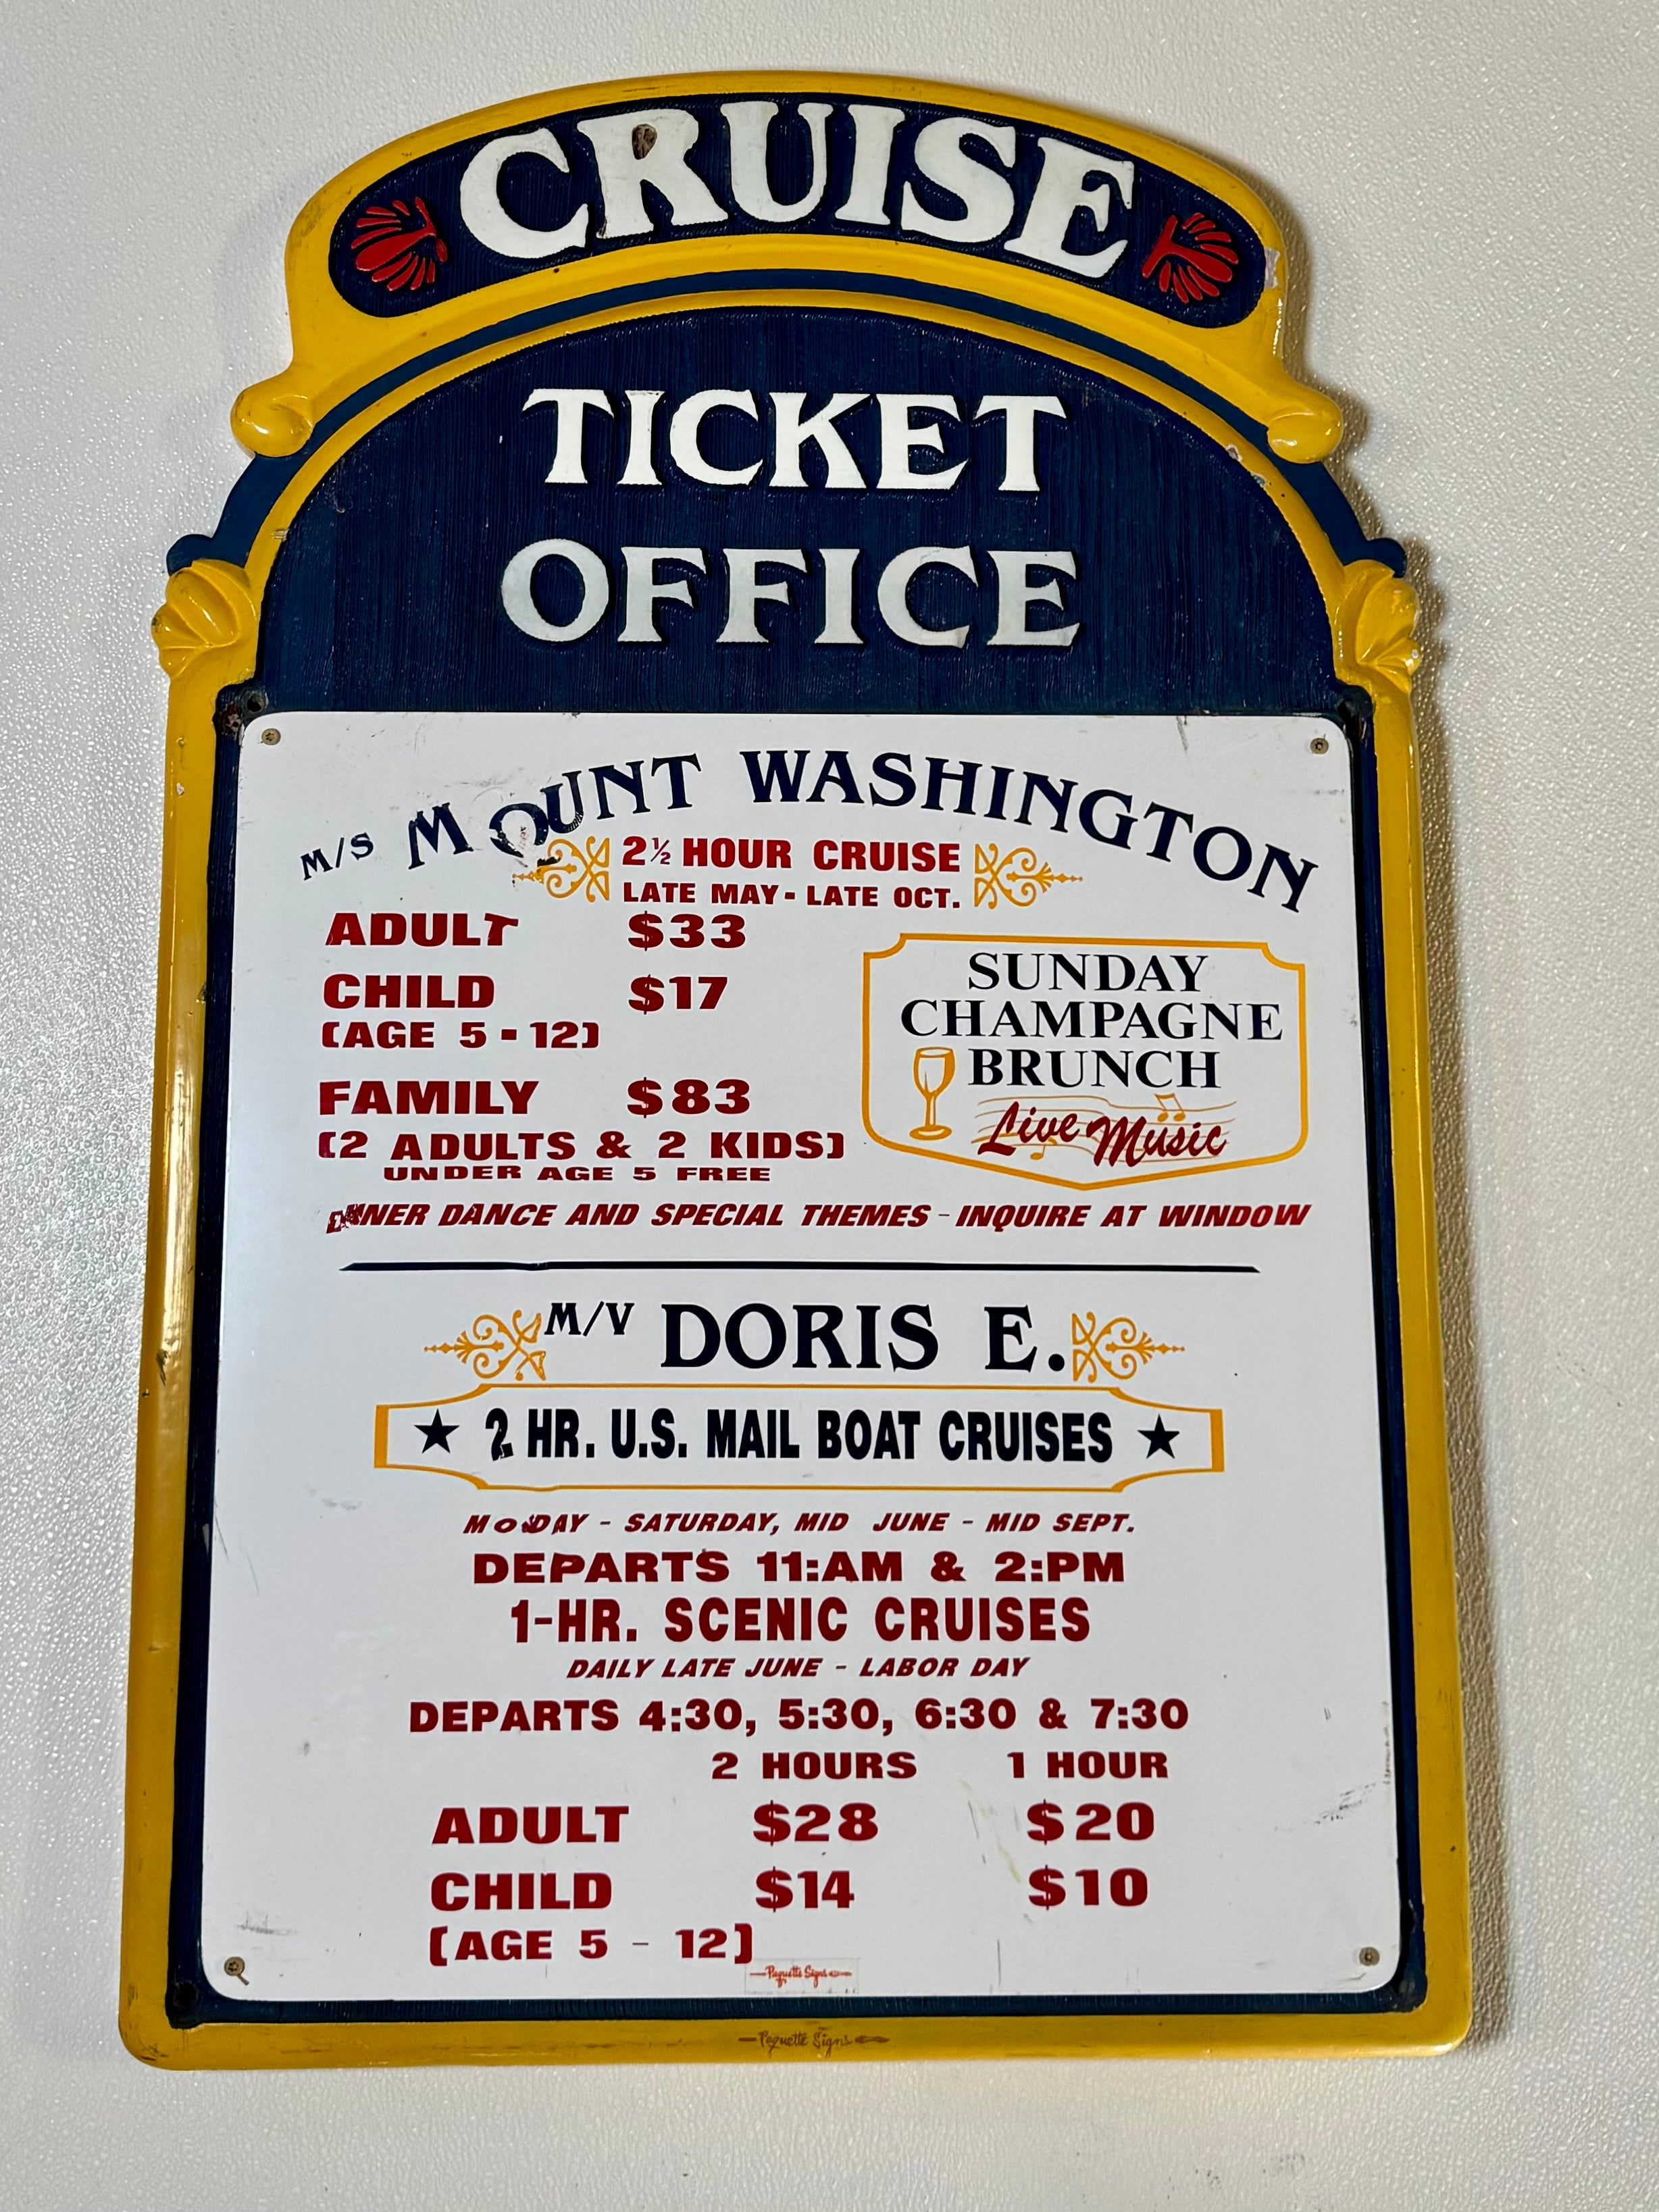 CRUISE
TICKET
OFFICE
M/S MOUNT WASHINGTON
2½ HOUR CRUISE
LATE MAY - LATE OCT.
ADULT $33
CHILD $17
(AGE 5 - 12)
FAMILY $83
(2 ADULTS & 2 KIDS)
UNDER AGE 5 FREE
SUNDAY
CHAMPAGNE
BRUNCH
Live Music
DINNER DANCE AND SPECIAL THEMES - INQUIRE AT WINDOW
M/V DORIS E.
★ 2 HR. U.S. MAIL BOAT CRUISES ★
MONDAY - SATURDAY, MID JUNE - MID SEPT.
DEPARTS 11:AM & 2:PM
1-HR. SCENIC CRUISES
DAILY LATE JUNE - LABOR DAY
DEPARTS 4:30, 5:30, 6:30 & 7:30
2 HOURS 1 HOUR
ADULT $28 $20
CHILD $14 $10
(AGE 5 - 12)
Paquette Signs
Paquette Signs